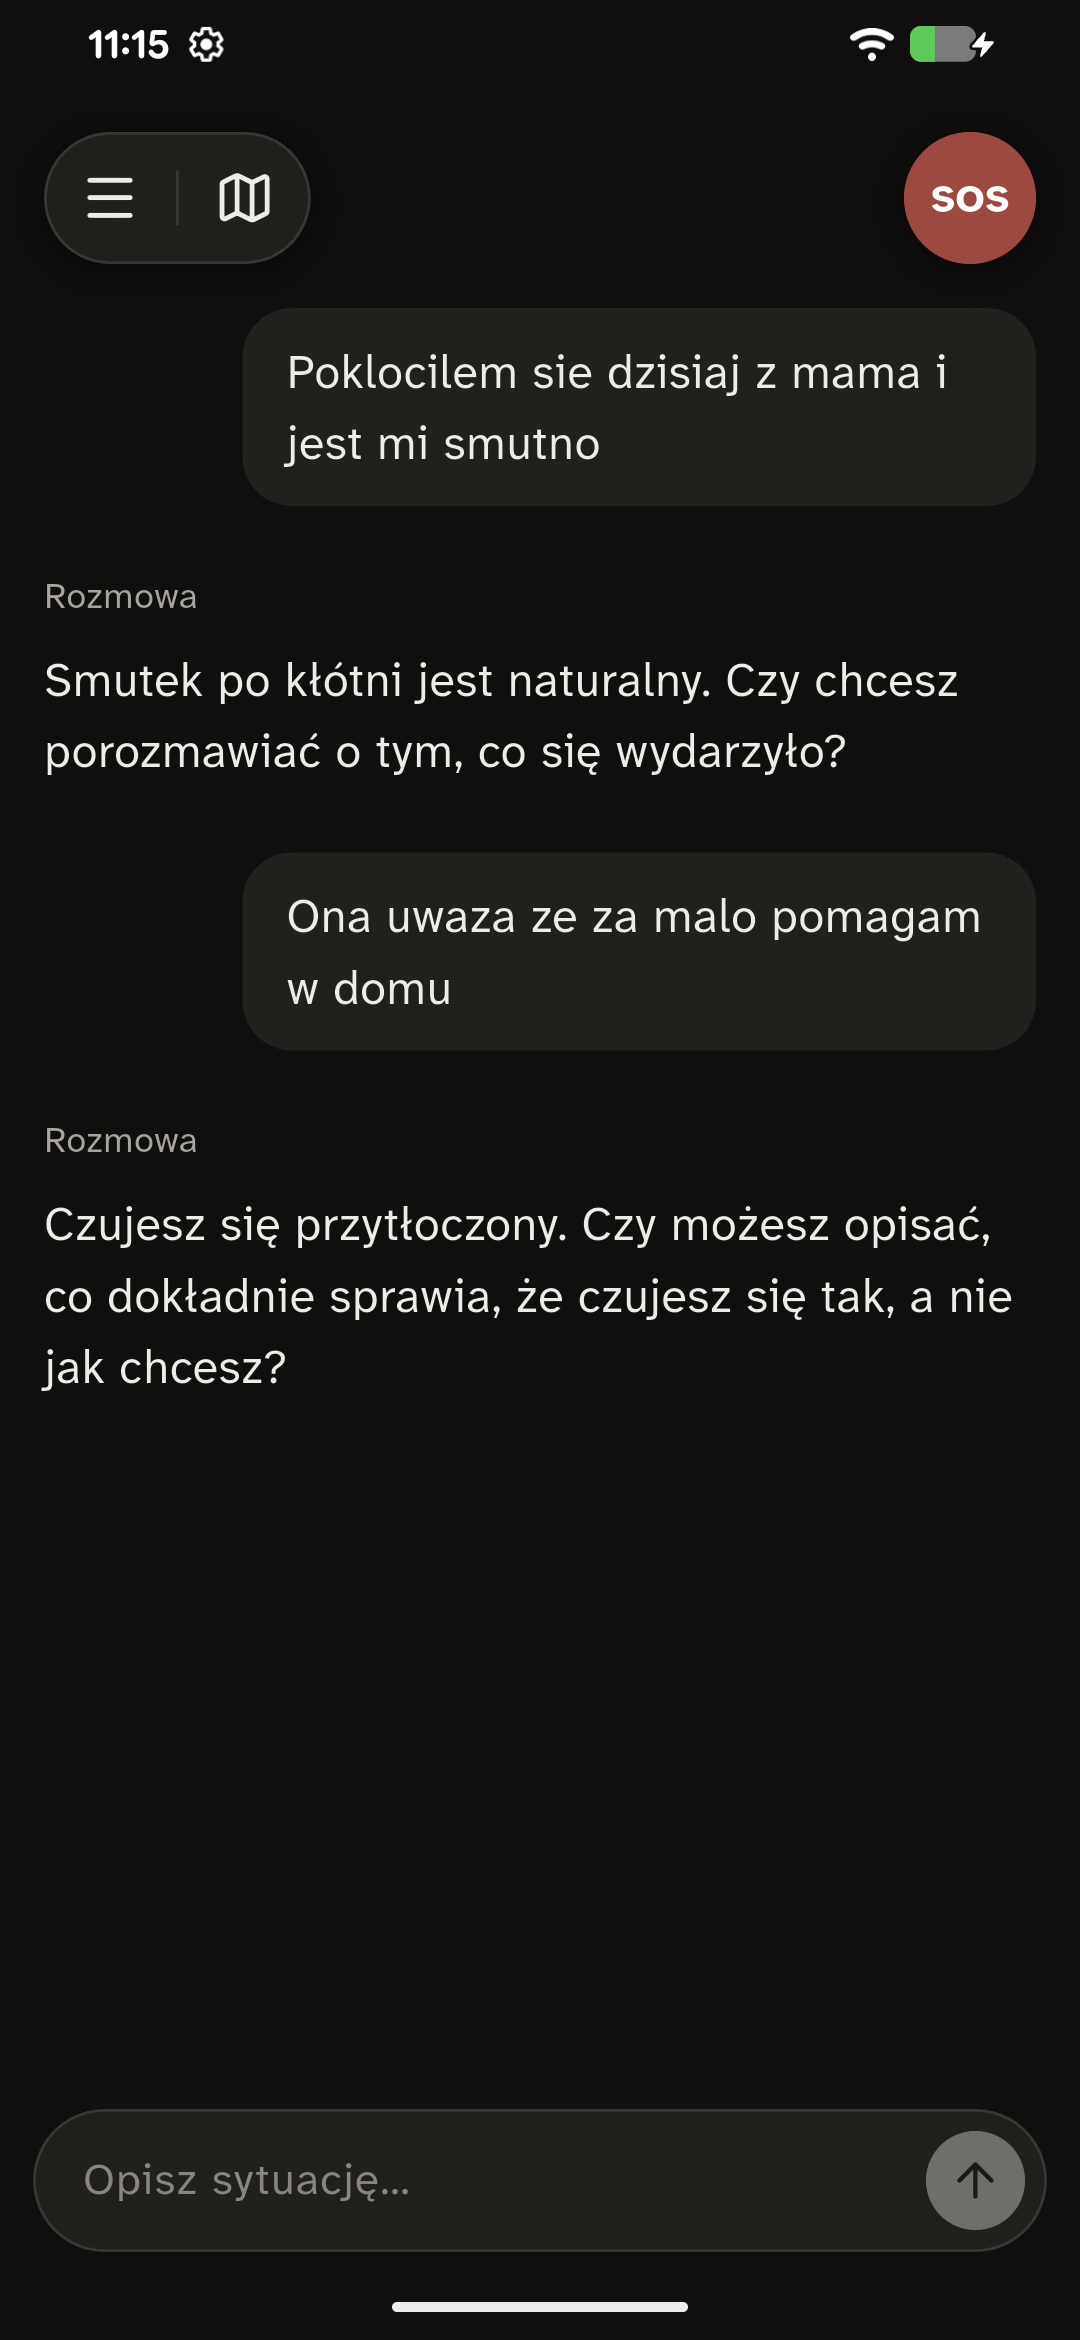 11:15
SOS
Poklocilem sie dzisiaj z mama i
jest mi smutno
Rozmowa
Smutek po kłótni jest naturalny. Czy chcesz
porozmawiać o tym, co się wydarzyło?
Ona uwaza ze za malo pomagam
w domu
Rozmowa
Czujesz się przytłoczony. Czy możesz opisać,
co dokładnie sprawia, że czujesz się tak, a nie
jak chcesz?
Opisz sytuację...